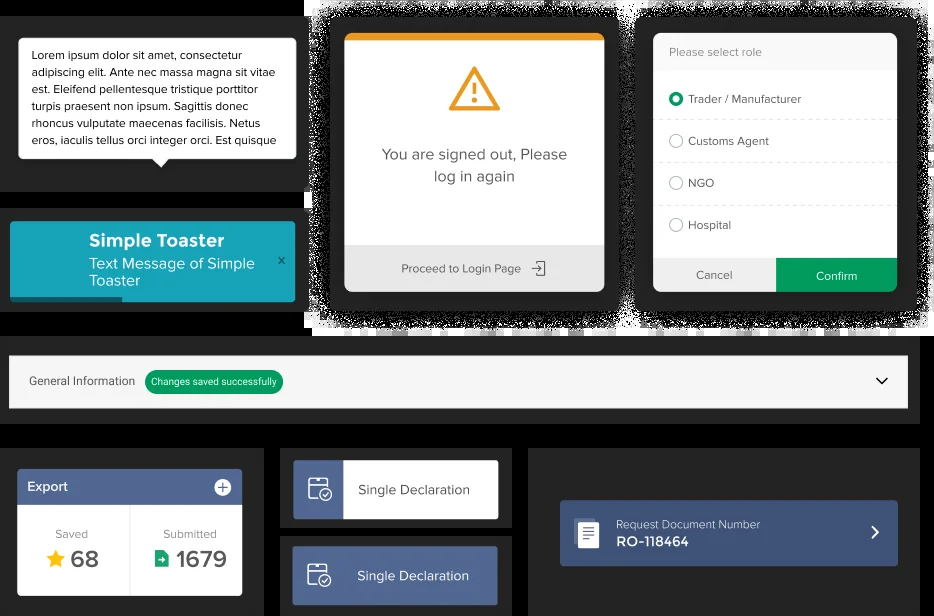 Lorem ipsum dolor sit amet, consectetur
adipiscing elit. Ante nec massa magna sit vitae
est. Eleifend pellentesque tristique porttitor
turpis praesent non ipsum. Sagittis donec
rhoncus vulputate maecenas facilisis. Netus
eros, iaculis tellus orci integer orci. Est quisque
Simple Toaster
Text Message of Simple
Toaster
×
You are signed out, Please
log in again
Proceed to Login Page
Please select role
Trader / Manufacturer
Customs Agent
NGO
Hospital
Cancel
Confirm
General Information
Changes saved successfully
Export
Saved
68
Submitted
1679
Single Declaration
Single Declaration
Request Document Number
RO-118464